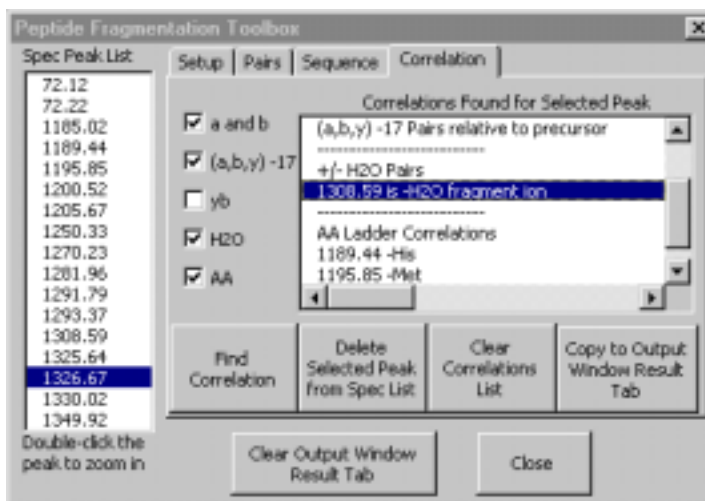 Peptide Fragmentation Toolbox
Spec Peak List
72.12
72.22
1185.02
1189.44
1195.85
1200.52
1205.67
1250.33
1270.23
1281.96
1291.79
1293.37
1308.59
1325.64
1326.67
1330.02
1349.92
Double-click the
peak to zoom in
Setup
Pairs
Sequence
Correlation
a and b
(a,b,y) -17
yb
H2O
AA
Correlations Found for Selected Peak
(a,b,y) -17 Pairs relative to precursor
----------------------------
+/- H2O Pairs
1308.59 is -H2O fragment ion
----------------------------
AA Ladder Correlations
1189.44 -His
1195.85 -Met
Find
Correlation
Delete
Selected Peak
from Spec List
Clear
Correlations
List
Copy to Output
Window Result
Tab
Clear Output Window
Result Tab
Close